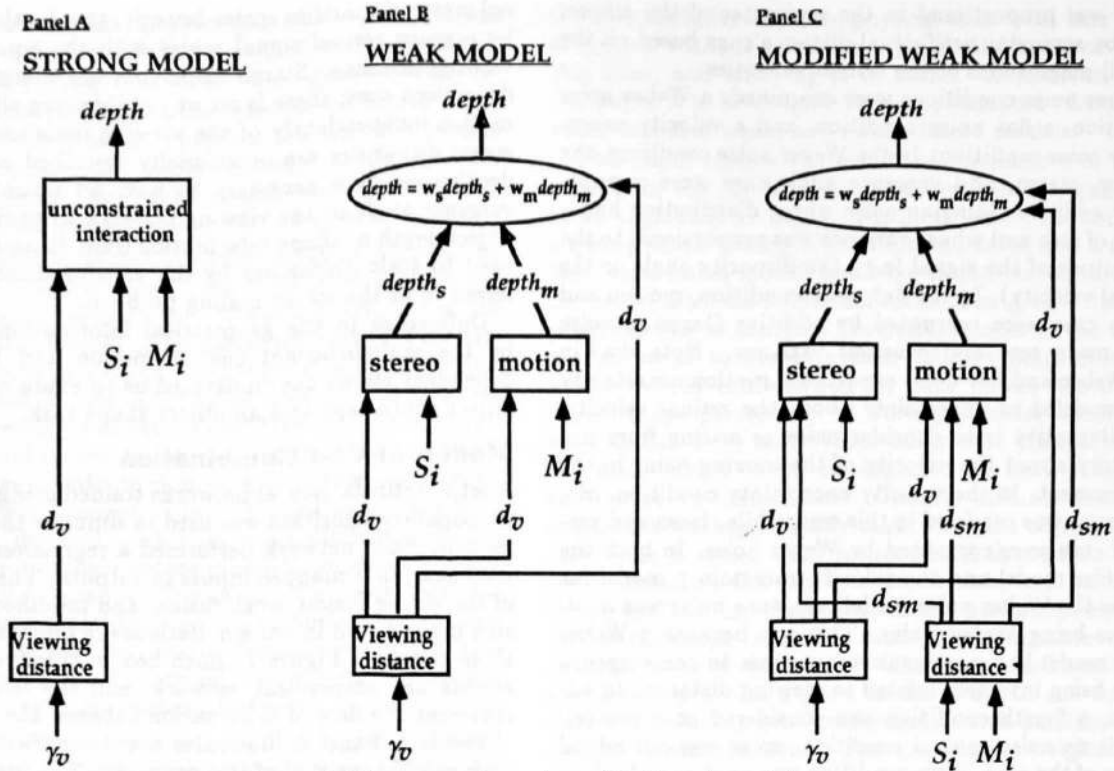 Panel A
STRONG MODEL
depth
unconstrained
interaction
S_i M_i
d_v
Viewing
distance
γ_v
Panel B
WEAK MODEL
depth
depth = w_s depth_s + w_m depth_m
depth_s
depth_m
d_v
stereo
motion
S_i
M_i
d_v
d_v
Viewing
distance
γ_v
Panel C
MODIFIED WEAK MODEL
depth
depth depth_s + m depth_m
depth_s
depth_m
d_v
stereo
motion
S_i
M_i
d_v
d_v
d_sm
d_sm
d_sm
Viewing
distance
Viewing
distance
γ_v
S_i
M_i